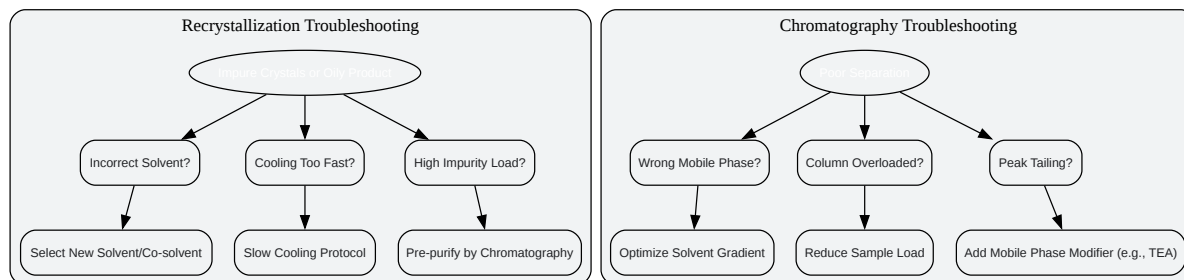 Recrystallization Troubleshooting
Impure Crystals or Oily Product
Incorrect Solvent?
Cooling Too Fast?
High Impurity Load?
Select New Solvent/Co-solvent
Slow Cooling Protocol
Pre-purify by Chromatography
Chromatography Troubleshooting
Poor Separation
Wrong Mobile Phase?
Column Overloaded?
Peak Tailing?
Optimize Solvent Gradient
Reduce Sample Load
Add Mobile Phase Modifier (e.g., TEA)